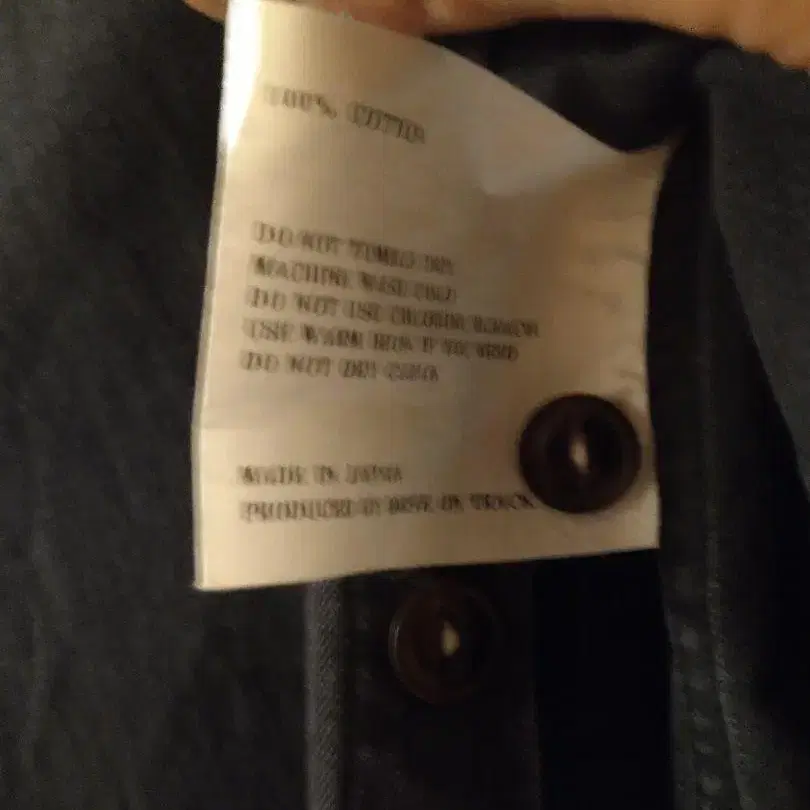 100% COTTON
DO NOT TUMBLE DRY
MACHINE WASH COLD
DO NOT USE CHLORINE BLEACH
USE WARM IRON IF
DO NOT DRY CLEAN
MADE IN JAPAN
PRODUCED BY